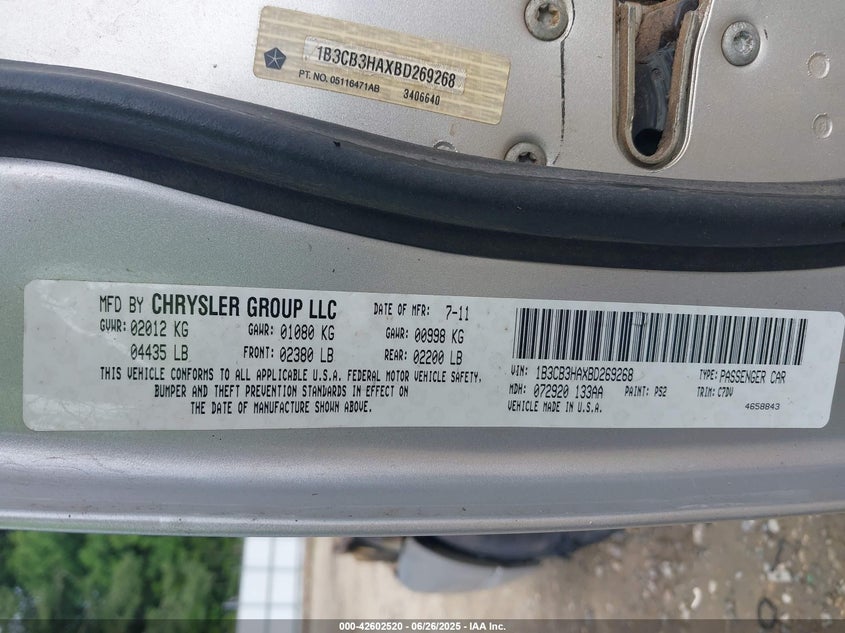 1B3CB3HAXBD269268
PT. NO. 05116471AB 3406640
MFD BY CHRYSLER GROUP LLC DATE OF MFR: 7-11
GVWR: 02012 KG GAWR: 01080 KG GAWR: 00998 KG
04435 LB FRONT: 02380 LB REAR: 02200 LB
THIS VEHICLE CONFORMS TO ALL APPLICABLE U.S.A. FEDERAL MOTOR VEHICLE SAFETY,
BUMPER AND THEFT PREVENTION STANDARDS IN EFFECT ON
THE DATE OF MANUFACTURE SHOWN ABOVE.
VIN: 1B3CB3HAXBD269268 TYPE: PASSENGER CAR
MDH: 072920 133AA PAINT: PS2 TRIM: C7DV
VEHICLE MADE IN U.S.A. 4658843
000-42602520 - 06/26/2025 - IAA Inc.